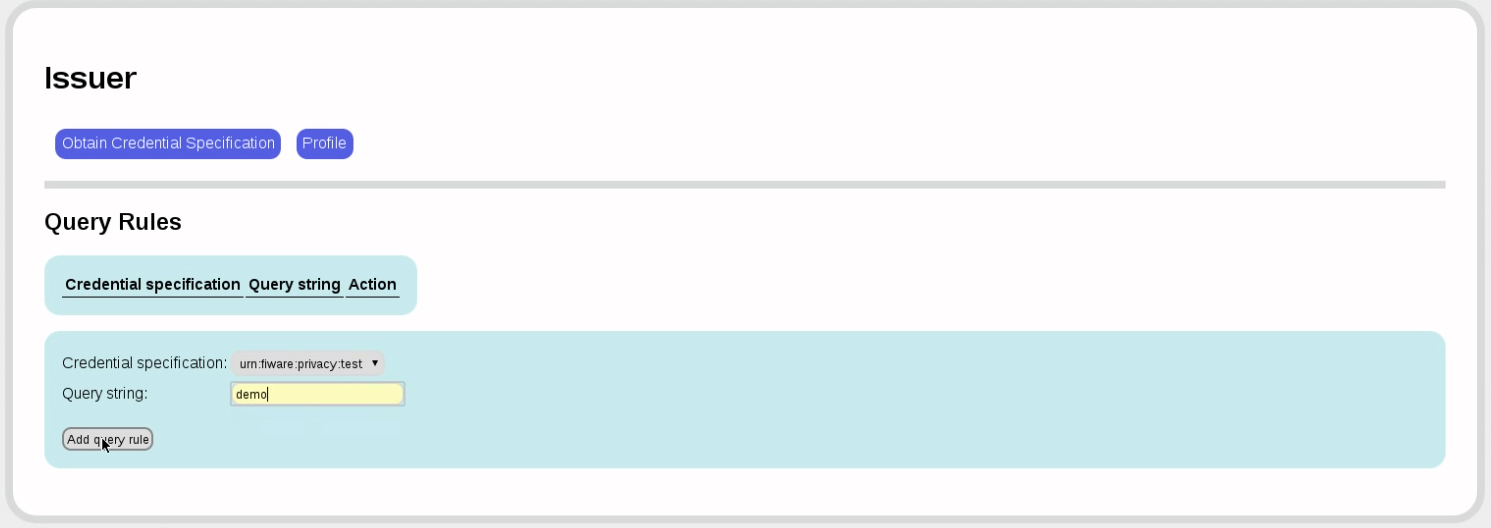 Issuer
Obtain Credential Specification Profile
Query Rules
Credential specification Query string Action
Credential specification: urn:fiware:privacy:test
Query string: demo
Add query rule